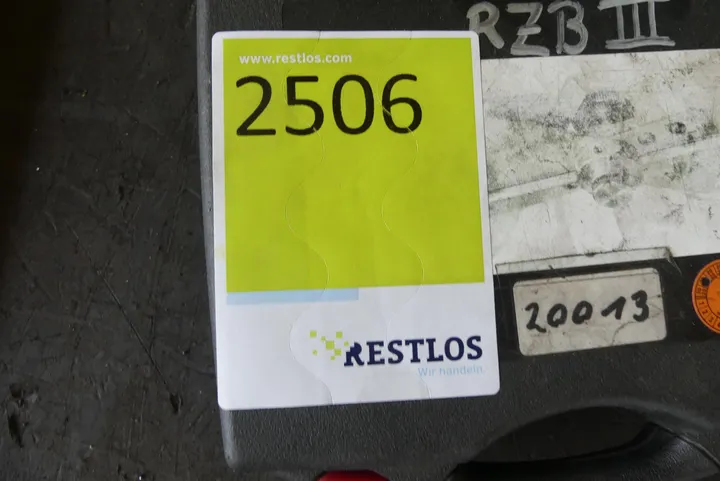 RZB III
www.restlos.com
2506
20013
RESTLOS
Wir handeln.